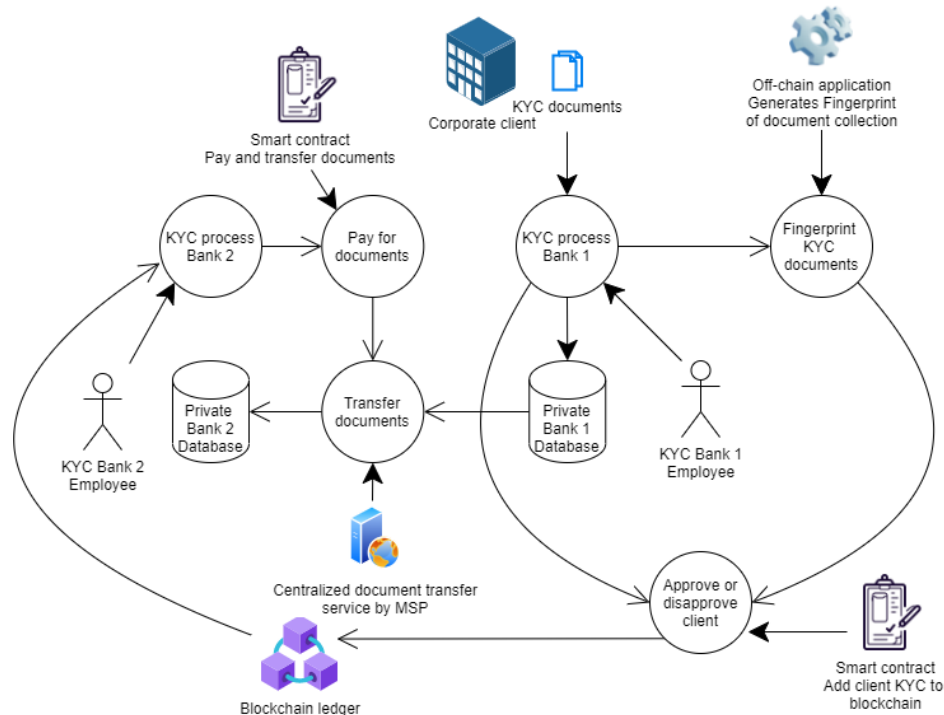 Off-chain application
Generates Fingerprint
of document collection
KYC documents
Corporate client
Smart contract
Pay and transfer documents
KYC process
Bank 2
Pay for
documents
KYC process
Bank 1
Fingerprint
KYC
documents
Private
Bank 2
Database
Transfer
documents
Private
Bank 1
Database
KYC Bank 2
Employee
KYC Bank 1
Employee
Centralized document transfer
service by MSP
Approve or
disapprove
client
Smart contract
Add client KYC to
blockchain
Blockchain ledger